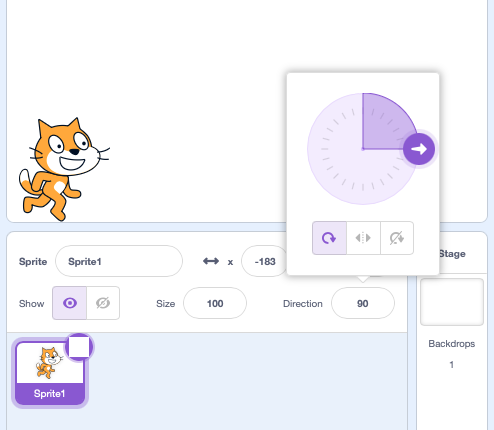 Sprite Sprite1 x -183 Stage
Show Size 100 Direction 90
Backdrops
1
Sprite1